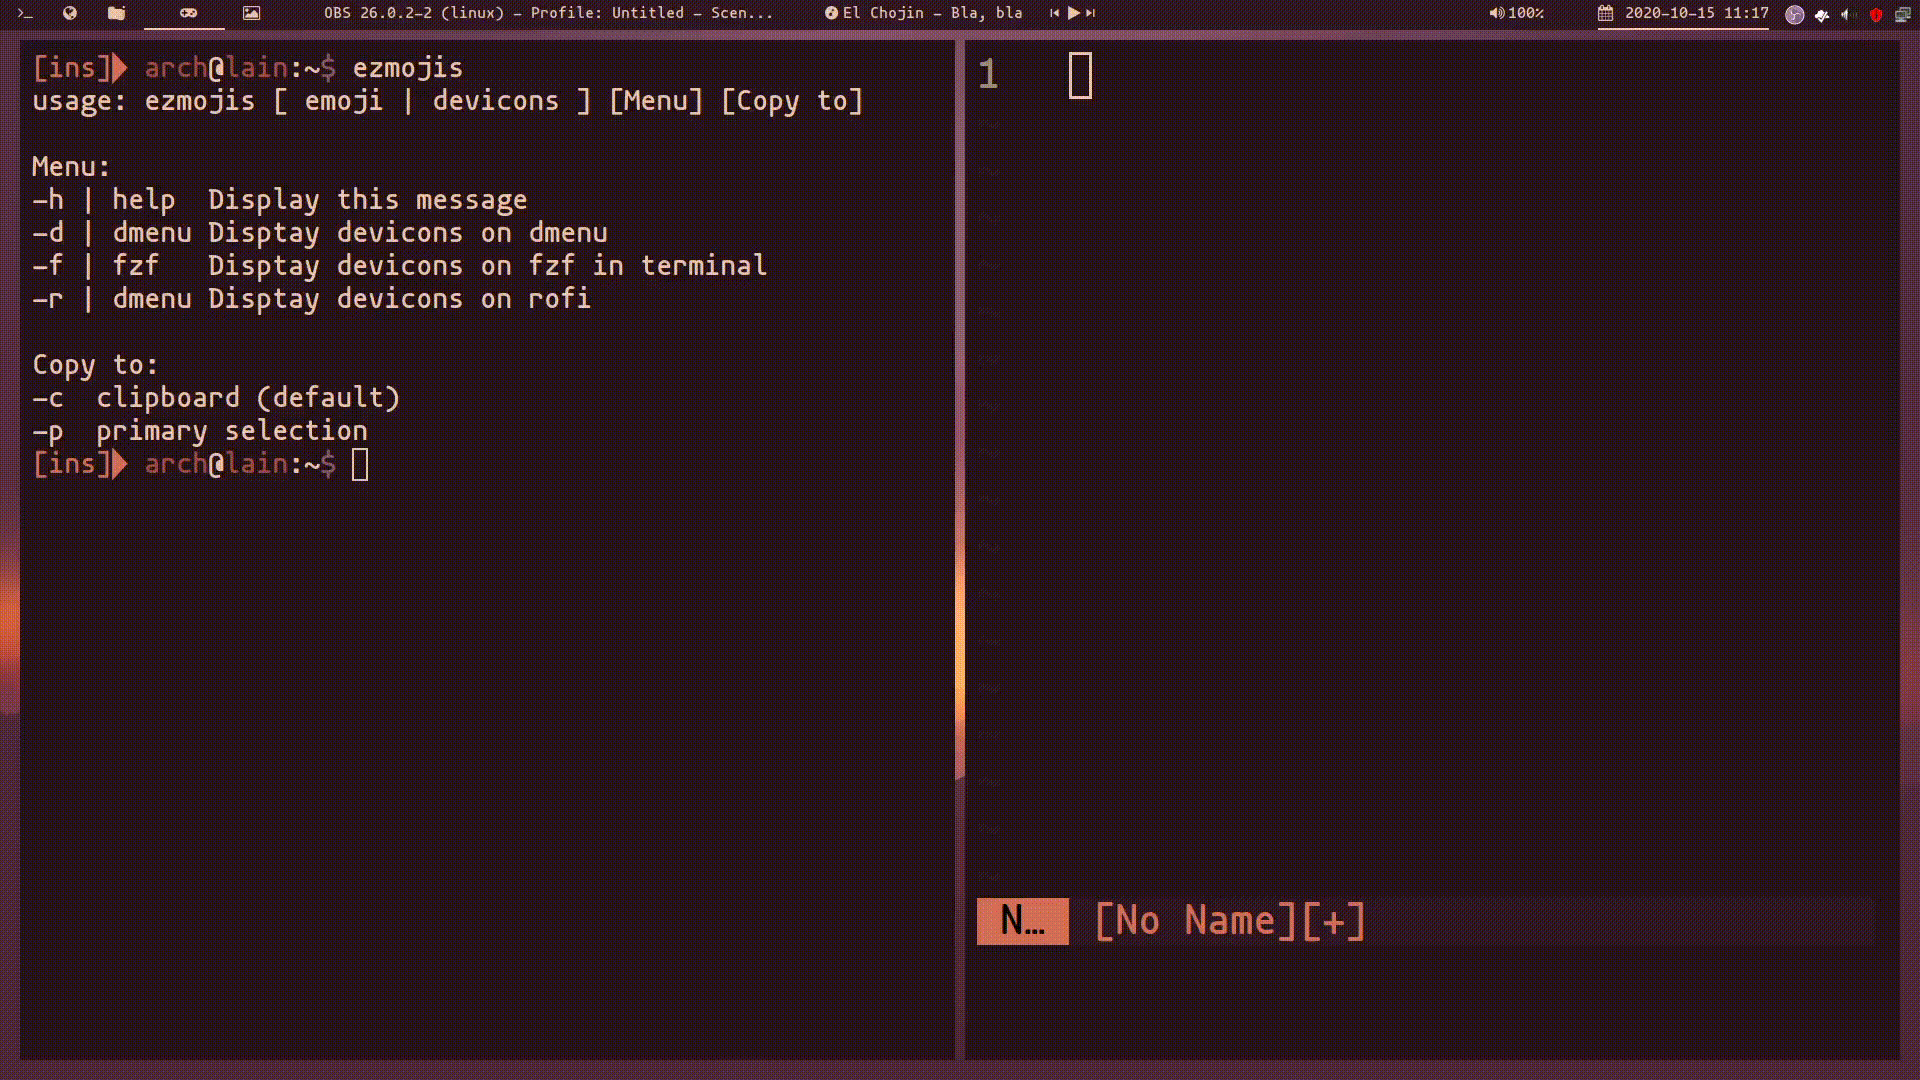 >_ OBS 26.0.2-2 (linux) - Profile: Untitled - Scen... El Chojin - Bla, bla 100% 2020-10-15 11:17
[ins] arch@lain:~$ ezmojis
usage: ezmojis [ emoji | devicons ] [Menu] [Copy to]
Menu:
-h | help  Display this message
-d | dmenu Disptay devicons on dmenu
-f | fzf   Disptay devicons on fzf in terminal
-r | dmenu Disptay devicons on rofi
Copy to:
-c  clipboard (default)
-p  primary selection
[ins] arch@lain:~$
1
N... [No Name][+]